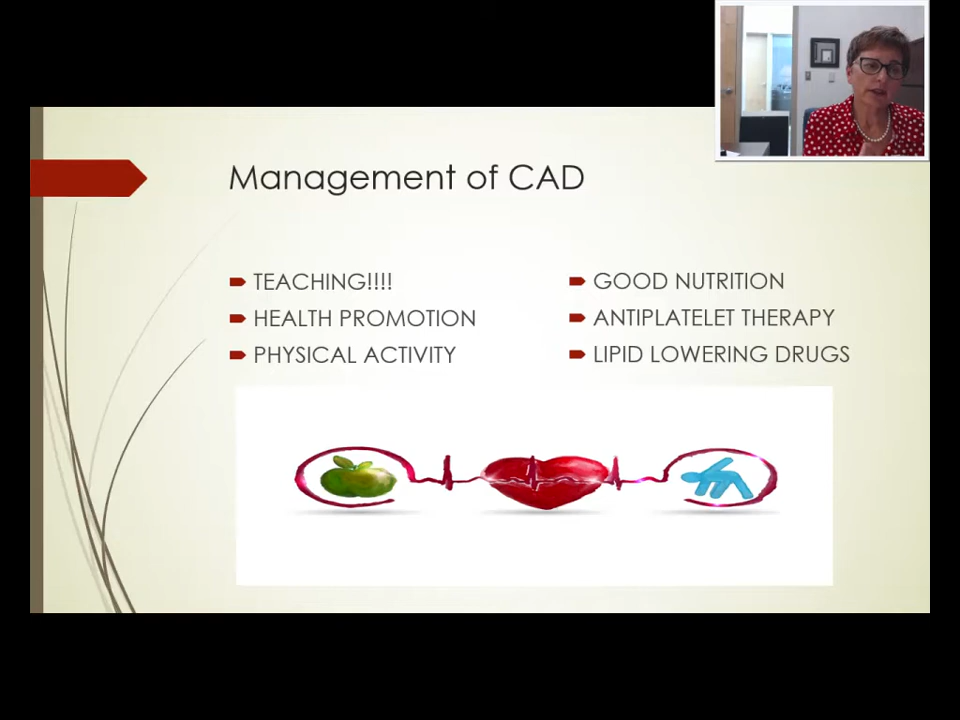 Management of CAD
TEACHING!!!!
HEALTH PROMOTION
PHYSICAL ACTIVITY
GOOD NUTRITION
ANTIPLATELET THERAPY
LIPID LOWERING DRUGS